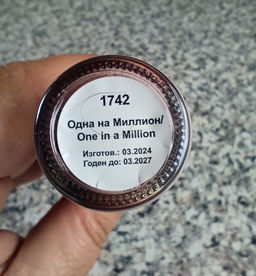 1742
Одна на Миллион/
One in a Million
Изготов.: 03.2024
Годен до: 03.2027